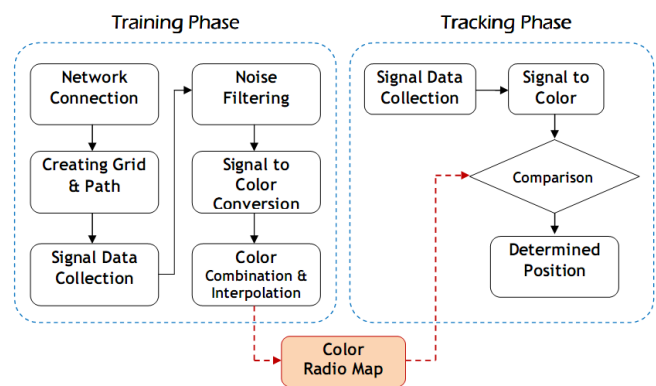 Training Phase
Network
Connection
Creating Grid
& Path
Signal Data
Collection
Noise
Filtering
Signal to
Color
Conversion
Color
Combination &
Interpolation
Color
Radio Map
Tracking Phase
Signal Data
Collection
Signal to
Color
Comparison
Determined
Position